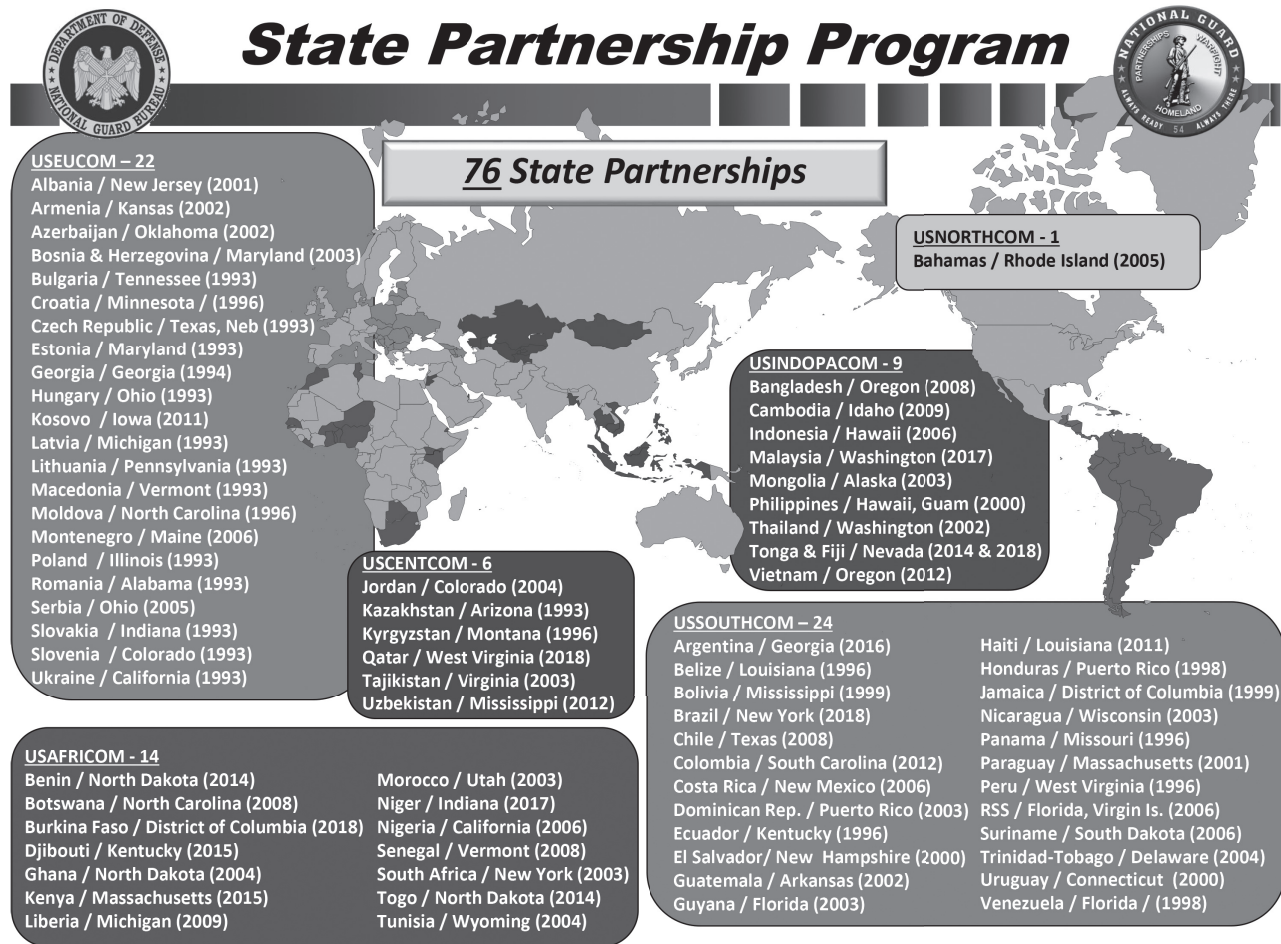 State Partnership Program
DEPARTMENT OF DEFENSE
NATIONAL GUARD BUREAU
NATIONAL GUARD
PARTNERSHIPS
WARFIGHT
HOMELAND
ALWAYS READY 54 ALWAYS THERE
76 State Partnerships
USEUCOM – 22
Albania / New Jersey (2001)
Armenia / Kansas (2002)
Azerbaijan / Oklahoma (2002)
Bosnia & Herzegovina / Maryland (2003)
Bulgaria / Tennessee (1993)
Croatia / Minnesota / (1996)
Czech Republic / Texas, Neb (1993)
Estonia / Maryland (1993)
Georgia / Georgia (1994)
Hungary / Ohio (1993)
Kosovo / Iowa (2011)
Latvia / Michigan (1993)
Lithuania / Pennsylvania (1993)
Macedonia / Vermont (1993)
Moldova / North Carolina (1996)
Montenegro / Maine (2006)
Poland / Illinois (1993)
Romania / Alabama (1993)
Serbia / Ohio (2005)
Slovakia / Indiana (1993)
Slovenia / Colorado (1993)
Ukraine / California (1993)
USNORTHCOM - 1
Bahamas / Rhode Island (2005)
USINDOPACOM - 9
Bangladesh / Oregon (2008)
Cambodia / Idaho (2009)
Indonesia / Hawaii (2006)
Malaysia / Washington (2017)
Mongolia / Alaska (2003)
Philippines / Hawaii, Guam (2000)
Thailand / Washington (2002)
Tonga & Fiji / Nevada (2014 & 2018)
Vietnam / Oregon (2012)
USCENTCOM - 6
Jordan / Colorado (2004)
Kazakhstan / Arizona (1993)
Kyrgyzstan / Montana (1996)
Qatar / West Virginia (2018)
Tajikistan / Virginia (2003)
Uzbekistan / Mississippi (2012)
USSOUTHCOM – 24
Argentina / Georgia (2016)
Belize / Louisiana (1996)
Bolivia / Mississippi (1999)
Brazil / New York (2018)
Chile / Texas (2008)
Colombia / South Carolina (2012)
Costa Rica / New Mexico (2006)
Dominican Rep. / Puerto Rico (2003)
Ecuador / Kentucky (1996)
El Salvador/ New Hampshire (2000)
Guatemala / Arkansas (2002)
Guyana / Florida (2003)
Haiti / Louisiana (2011)
Honduras / Puerto Rico (1998)
Jamaica / District of Columbia (1999)
Nicaragua / Wisconsin (2003)
Panama / Missouri (1996)
Paraguay / Massachusetts (2001)
Peru / West Virginia (1996)
RSS / Florida, Virgin Is. (2006)
Suriname / South Dakota (2006)
Trinidad-Tobago / Delaware (2004)
Uruguay / Connecticut (2000)
Venezuela / Florida / (1998)
USAFRICOM - 14
Benin / North Dakota (2014)
Botswana / North Carolina (2008)
Burkina Faso / District of Columbia (2018)
Djibouti / Kentucky (2015)
Ghana / North Dakota (2004)
Kenya / Massachusetts (2015)
Liberia / Michigan (2009)
Morocco / Utah (2003)
Niger / Indiana (2017)
Nigeria / California (2006)
Senegal / Vermont (2008)
South Africa / New York (2003)
Togo / North Dakota (2014)
Tunisia / Wyoming (2004)